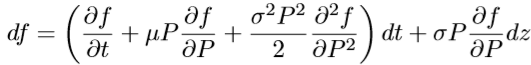 df = \left( \frac{\partial f}{\partial t} + \mu P \frac{\partial f}{\partial P} + \frac{\sigma^2 P^2}{2} \frac{\partial^2 f}{\partial P^2} \right) dt + \sigma P \frac{\partial f}{\partial P} dz